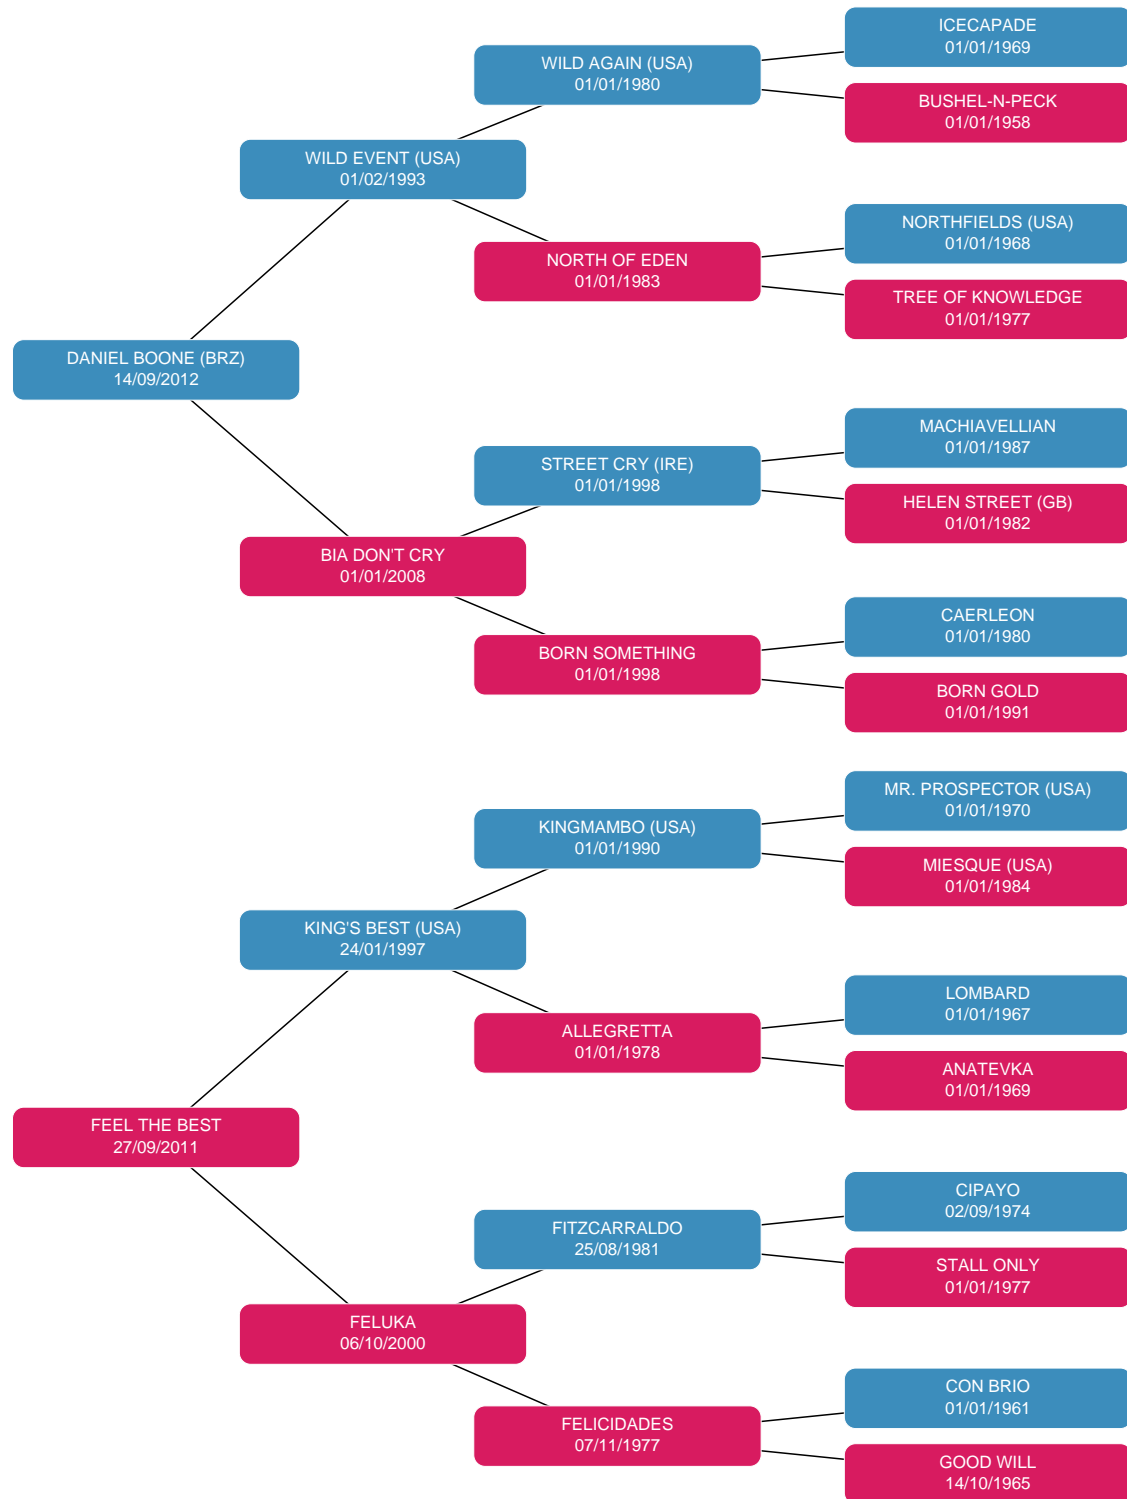 ICECAPADE
01/01/1969
WILD AGAIN (USA)
01/01/1980
BUSHEL-N-PECK
01/01/1958
WILD EVENT (USA)
01/02/1993
NORTHFIELDS (USA)
01/01/1968
NORTH OF EDEN
01/01/1983
TREE OF KNOWLEDGE
01/01/1977
DANIEL BOONE (BRZ)
14/09/2012
MACHIAVELLIAN
01/01/1987
STREET CRY (IRE)
01/01/1998
HELEN STREET (GB)
01/01/1982
BIA DON'T CRY
01/01/2008
CAERLEON
01/01/1980
BORN SOMETHING
01/01/1998
BORN GOLD
01/01/1991
MR. PROSPECTOR (USA)
01/01/1970
KINGMAMBO (USA)
01/01/1990
MIESQUE (USA)
01/01/1984
KING'S BEST (USA)
24/01/1997
LOMBARD
01/01/1967
ALLEGRETTA
01/01/1978
ANATEVKA
01/01/1969
FEEL THE BEST
27/09/2011
CIPAYO
02/09/1974
FITZCARRALDO
25/08/1981
STALL ONLY
01/01/1977
FELUKA
06/10/2000
CON BRIO
01/01/1961
FELICIDADES
07/11/1977
GOOD WILL
14/10/1965